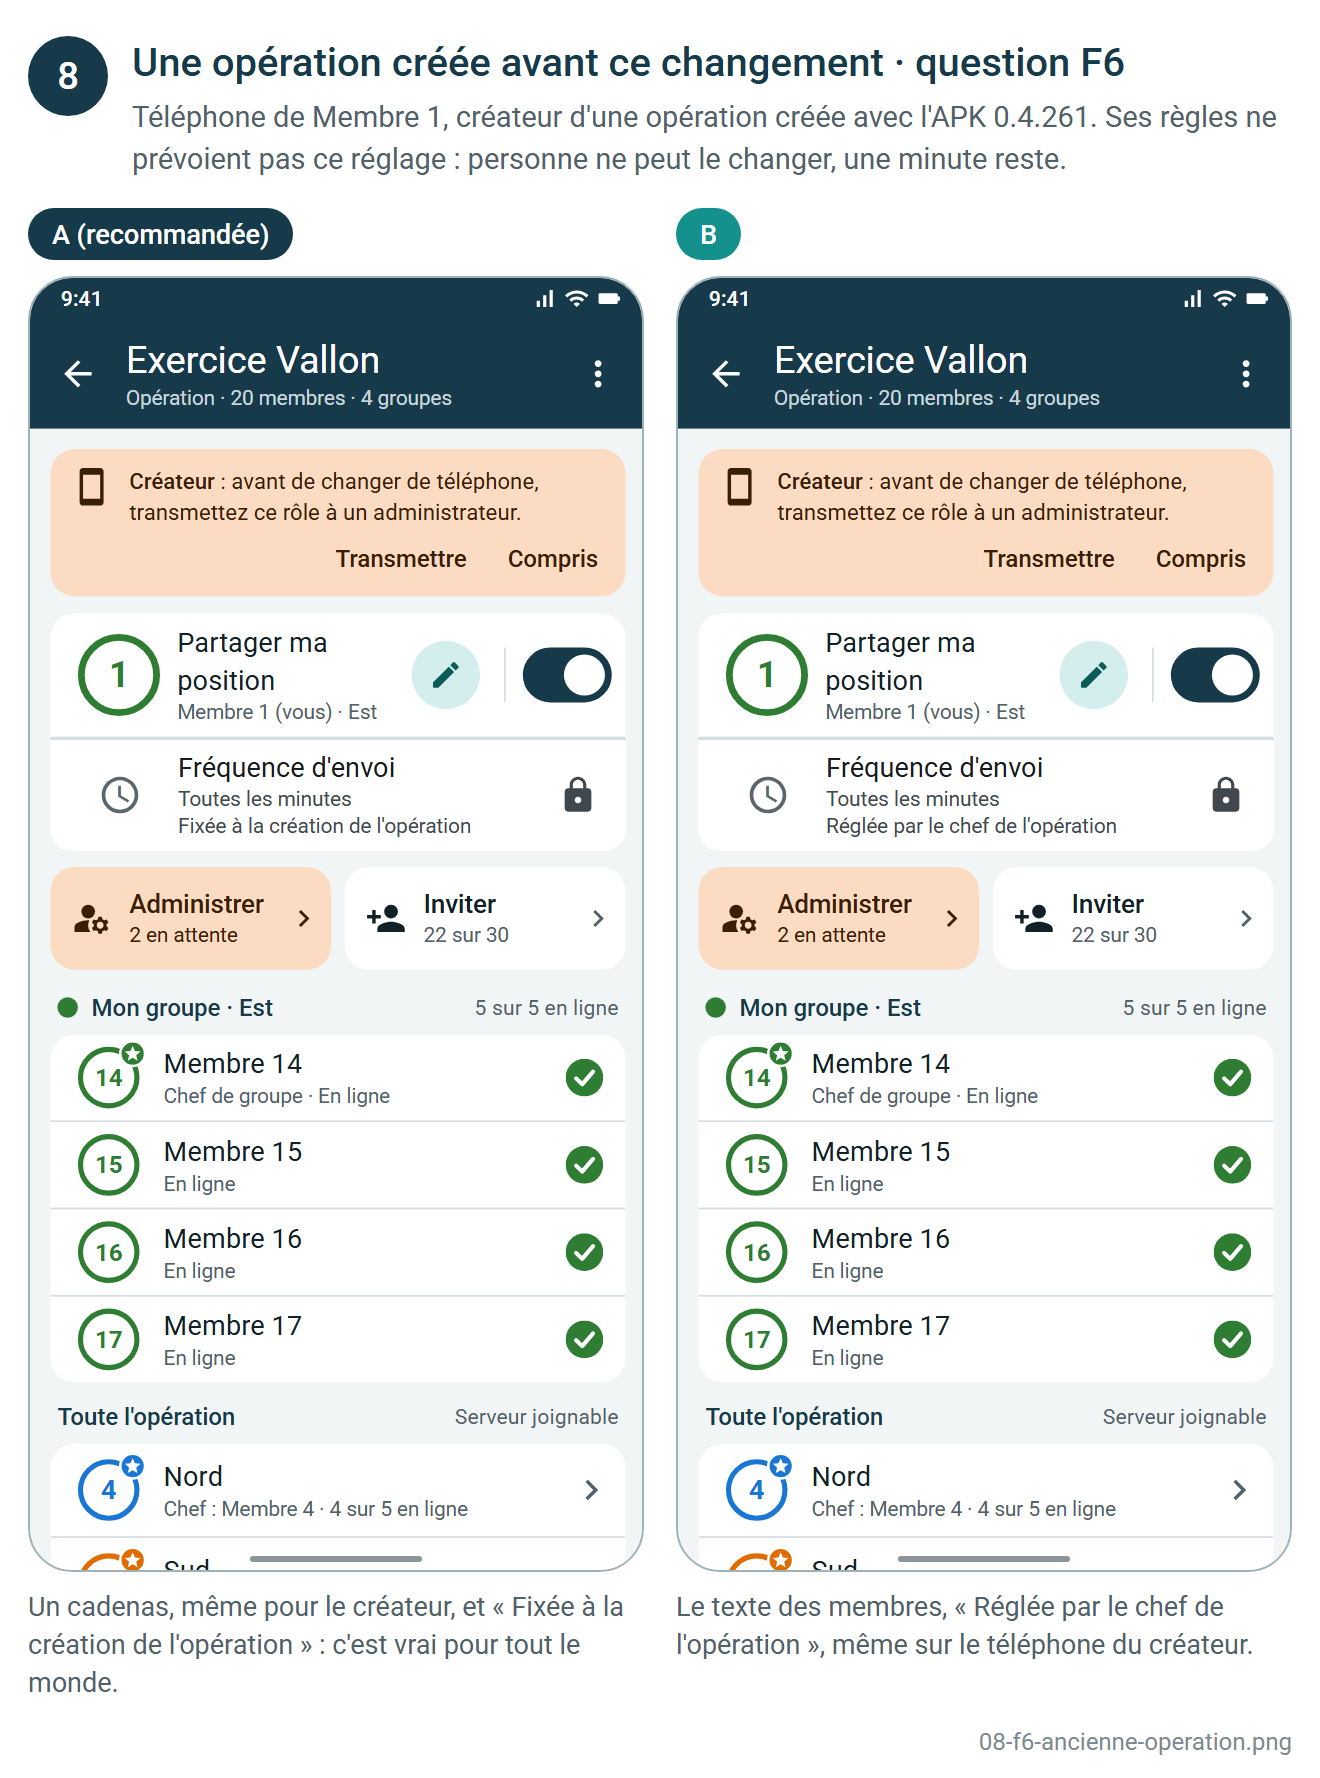 8
Une opération créée avant ce changement · question F6
Téléphone de Membre 1, créateur d'une opération créée avec l'APK 0.4.261. Ses règles ne
prévoient pas ce réglage : personne ne peut le changer, une minute reste.
A (recommandée)
9:41
Exercice Vallon
Opération · 20 membres · 4 groupes
Créateur : avant de changer de téléphone,
transmettez ce rôle à un administrateur.
Transmettre Compris
1
Partager ma
position
Membre 1 (vous) · Est
Fréquence d'envoi
Toutes les minutes
Fixée à la création de l'opération
Administrer
2 en attente
Inviter
22 sur 30
Mon groupe · Est
5 sur 5 en ligne
14
Membre 14
Chef de groupe · En ligne
15
Membre 15
En ligne
16
Membre 16
En ligne
17
Membre 17
En ligne
Toute l'opération
Serveur joignable
4
Nord
Chef : Membre 4 · 4 sur 5 en ligne
Sud
Un cadenas, même pour le créateur, et « Fixée à la
création de l'opération » : c'est vrai pour tout le
monde.
B
9:41
Exercice Vallon
Opération · 20 membres · 4 groupes
Créateur : avant de changer de téléphone,
transmettez ce rôle à un administrateur.
Transmettre Compris
1
Partager ma
position
Membre 1 (vous) · Est
Fréquence d'envoi
Toutes les minutes
Réglée par le chef de l'opération
Administrer
2 en attente
Inviter
22 sur 30
Mon groupe · Est
5 sur 5 en ligne
14
Membre 14
Chef de groupe · En ligne
15
Membre 15
En ligne
16
Membre 16
En ligne
17
Membre 17
En ligne
Toute l'opération
Serveur joignable
4
Nord
Chef : Membre 4 · 4 sur 5 en ligne
Sud
Le texte des membres, « Réglée par le chef de
l'opération », même sur le téléphone du créateur.
08-f6-ancienne-operation.png